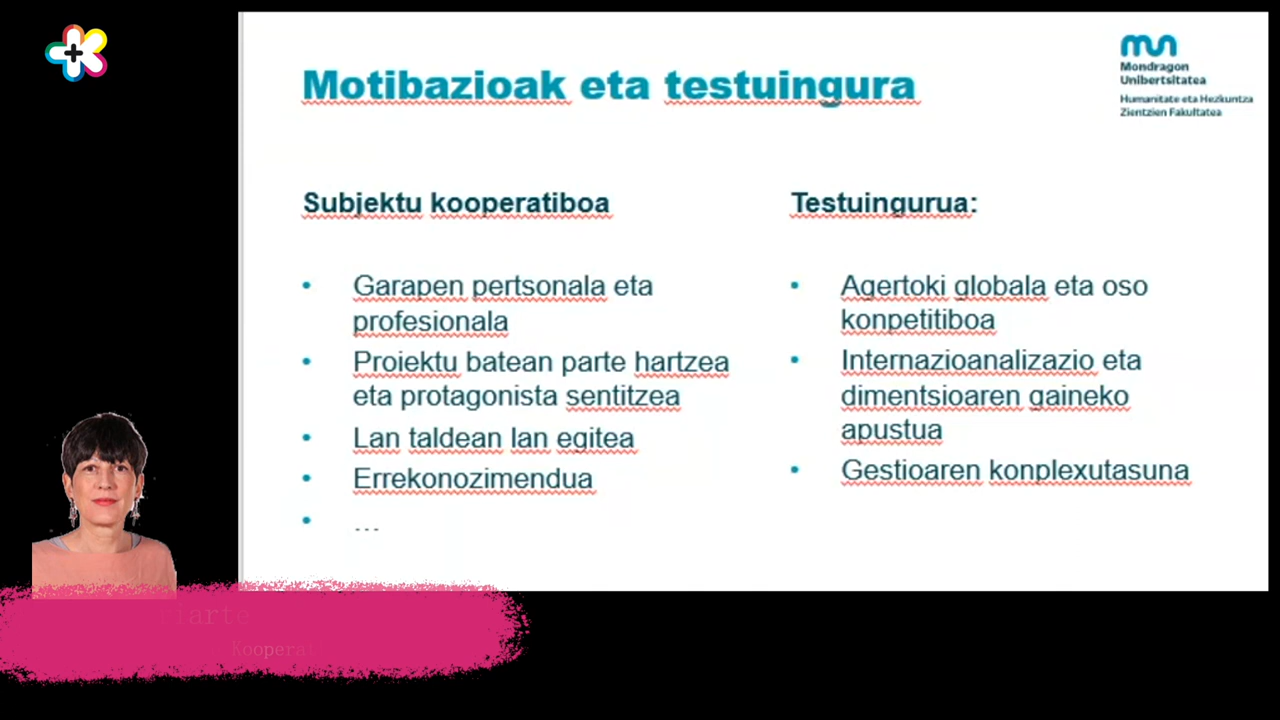 Motibazioak eta testuingura
mun
Mondragon
Unibertsitatea
Humanitate eta Hezkuntza
Zientzien Fakultatea
Subjektu kooperatiboa
• Garapen pertsonala eta
profesionala
• Proiektu batean parte hartzea
eta protagonista sentitzea
• Lan taldean lan egitea
• Errekonozimendua
• ...
Testuingurua:
• Agertoki globala eta oso
konpetitiboa
• Internazioanalizazio eta
dimentsioaren gaineko
apustua
• Gestioaren konplexutasuna